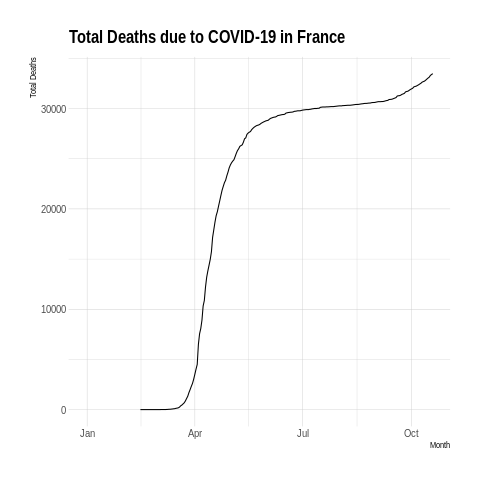 Total Deaths due to COVID-19 in France
Total Deaths
30000
20000
10000
0
Jan Apr Jul Oct
Month